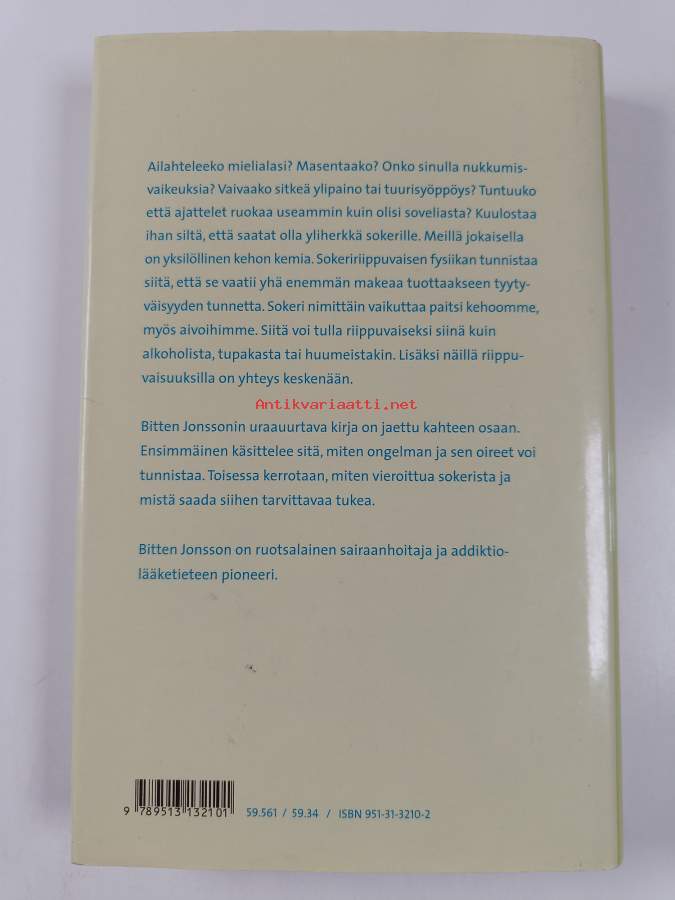 Ailahteleeko mielialasi? Masentaako? Onko sinulla nukkumis-
vaikeuksia? Vaivaako sitkeä ylipaino tai tuurisyöppöys? Tuntuuko
että ajattelet ruokaa useammin kuin olisi soveliasta? Kuulostaa
ihan siltä, että saatat olla yliherkkä sokerille. Meillä jokaisella
on yksilöllinen kehon kemia. Sokeririippuvaisen fysiikan tunnistaa
siitä, että se vaatii yhä enemmän makeaa tuottaakseen tyyty-
väisyyden tunnetta. Sokeri nimittäin vaikuttaa paitsi kehoomme,
myös aivoihimme. Siitä voi tulla riippuvaiseksi siinä kuin
alkoholista, tupakasta tai huumeistakin. Lisäksi näillä riippu-
vaisuuksilla on yhteys keskenään.
Antikvariaatti.net
Bitten Jonssonin uraauurtava kirja on jaettu kahteen osaan.
Ensimmäinen käsittelee sitä, miten ongelman ja sen oireet voi
tunnistaa. Toisessa kerrotaan, miten vieroittua sokerista ja
mistä saada siihen tarvittavaa tukea.
Bitten Jonsson on ruotsalainen sairaanhoitaja ja addiktio-
lääketieteen pioneeri.
9 789513 132101
59.561 / 59.34 / ISBN 951-31-3210-2